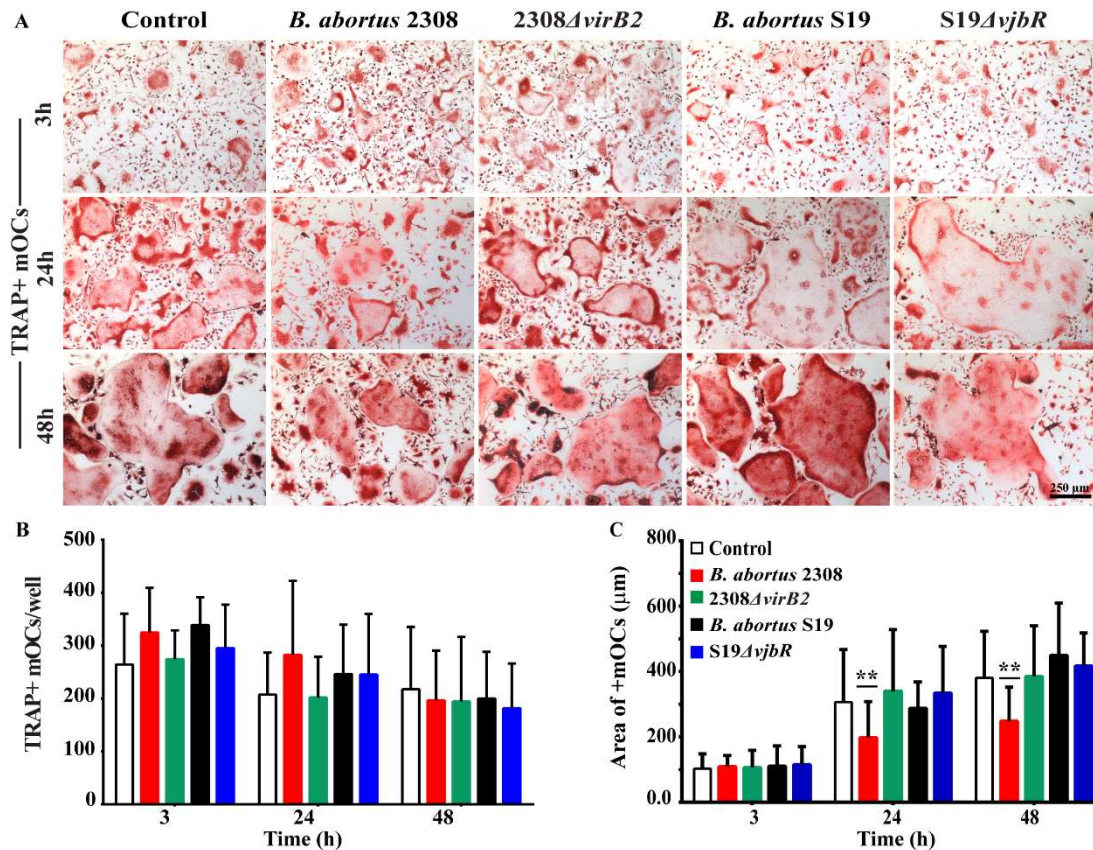 A
Control
B. abortus 2308
2308ΔvirB2
B. abortus S19
S19ΔvjbR
TRAP+ mOCs
3h
24h
48h
250 μm
B
TRAP+ mOCs/well
500
400
300
200
100
0
3
24
48
Time (h)
C
Area of +mOCs (μm)
800
600
400
200
0.0
Control
B. abortus 2308
2308ΔvirB2
B. abortus S19
S19ΔvjbR
**
**
3
24
48
Time (h)